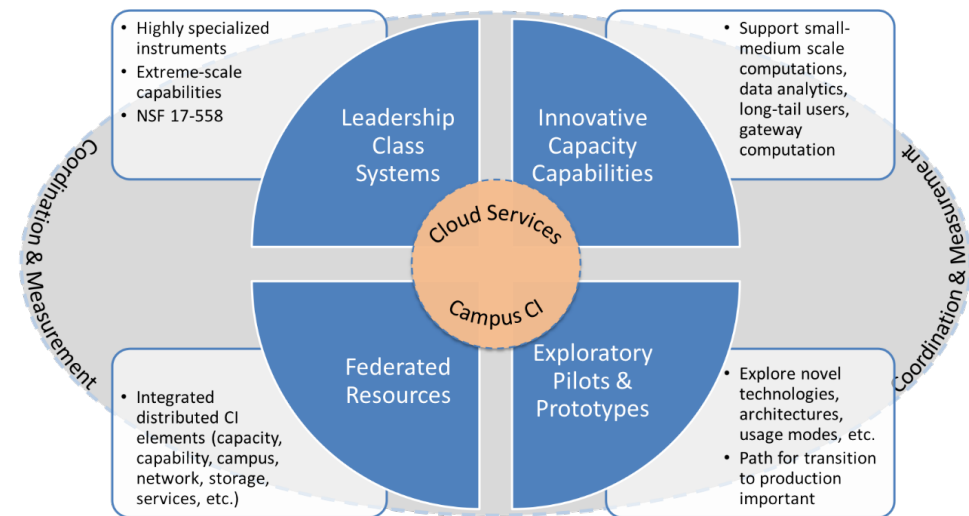 • Highly specialized
instruments
• Extreme-scale
capabilities
• NSF 17-558
Leadership
Class
Systems
Innovative
Capacity
Capabilities
• Support small-
medium scale
computations,
data analytics,
long-tail users,
gateway
computation
Coordination & Measurement
Cloud Services
Campus CI
Coordination & Measurement
• Integrated
distributed CI
elements (capacity,
capability, campus,
network, storage,
services, etc.)
Federated
Resources
Exploratory
Pilots &
Prototypes
• Explore novel
technologies,
architectures,
usage modes, etc.
• Path for transition
to production
important